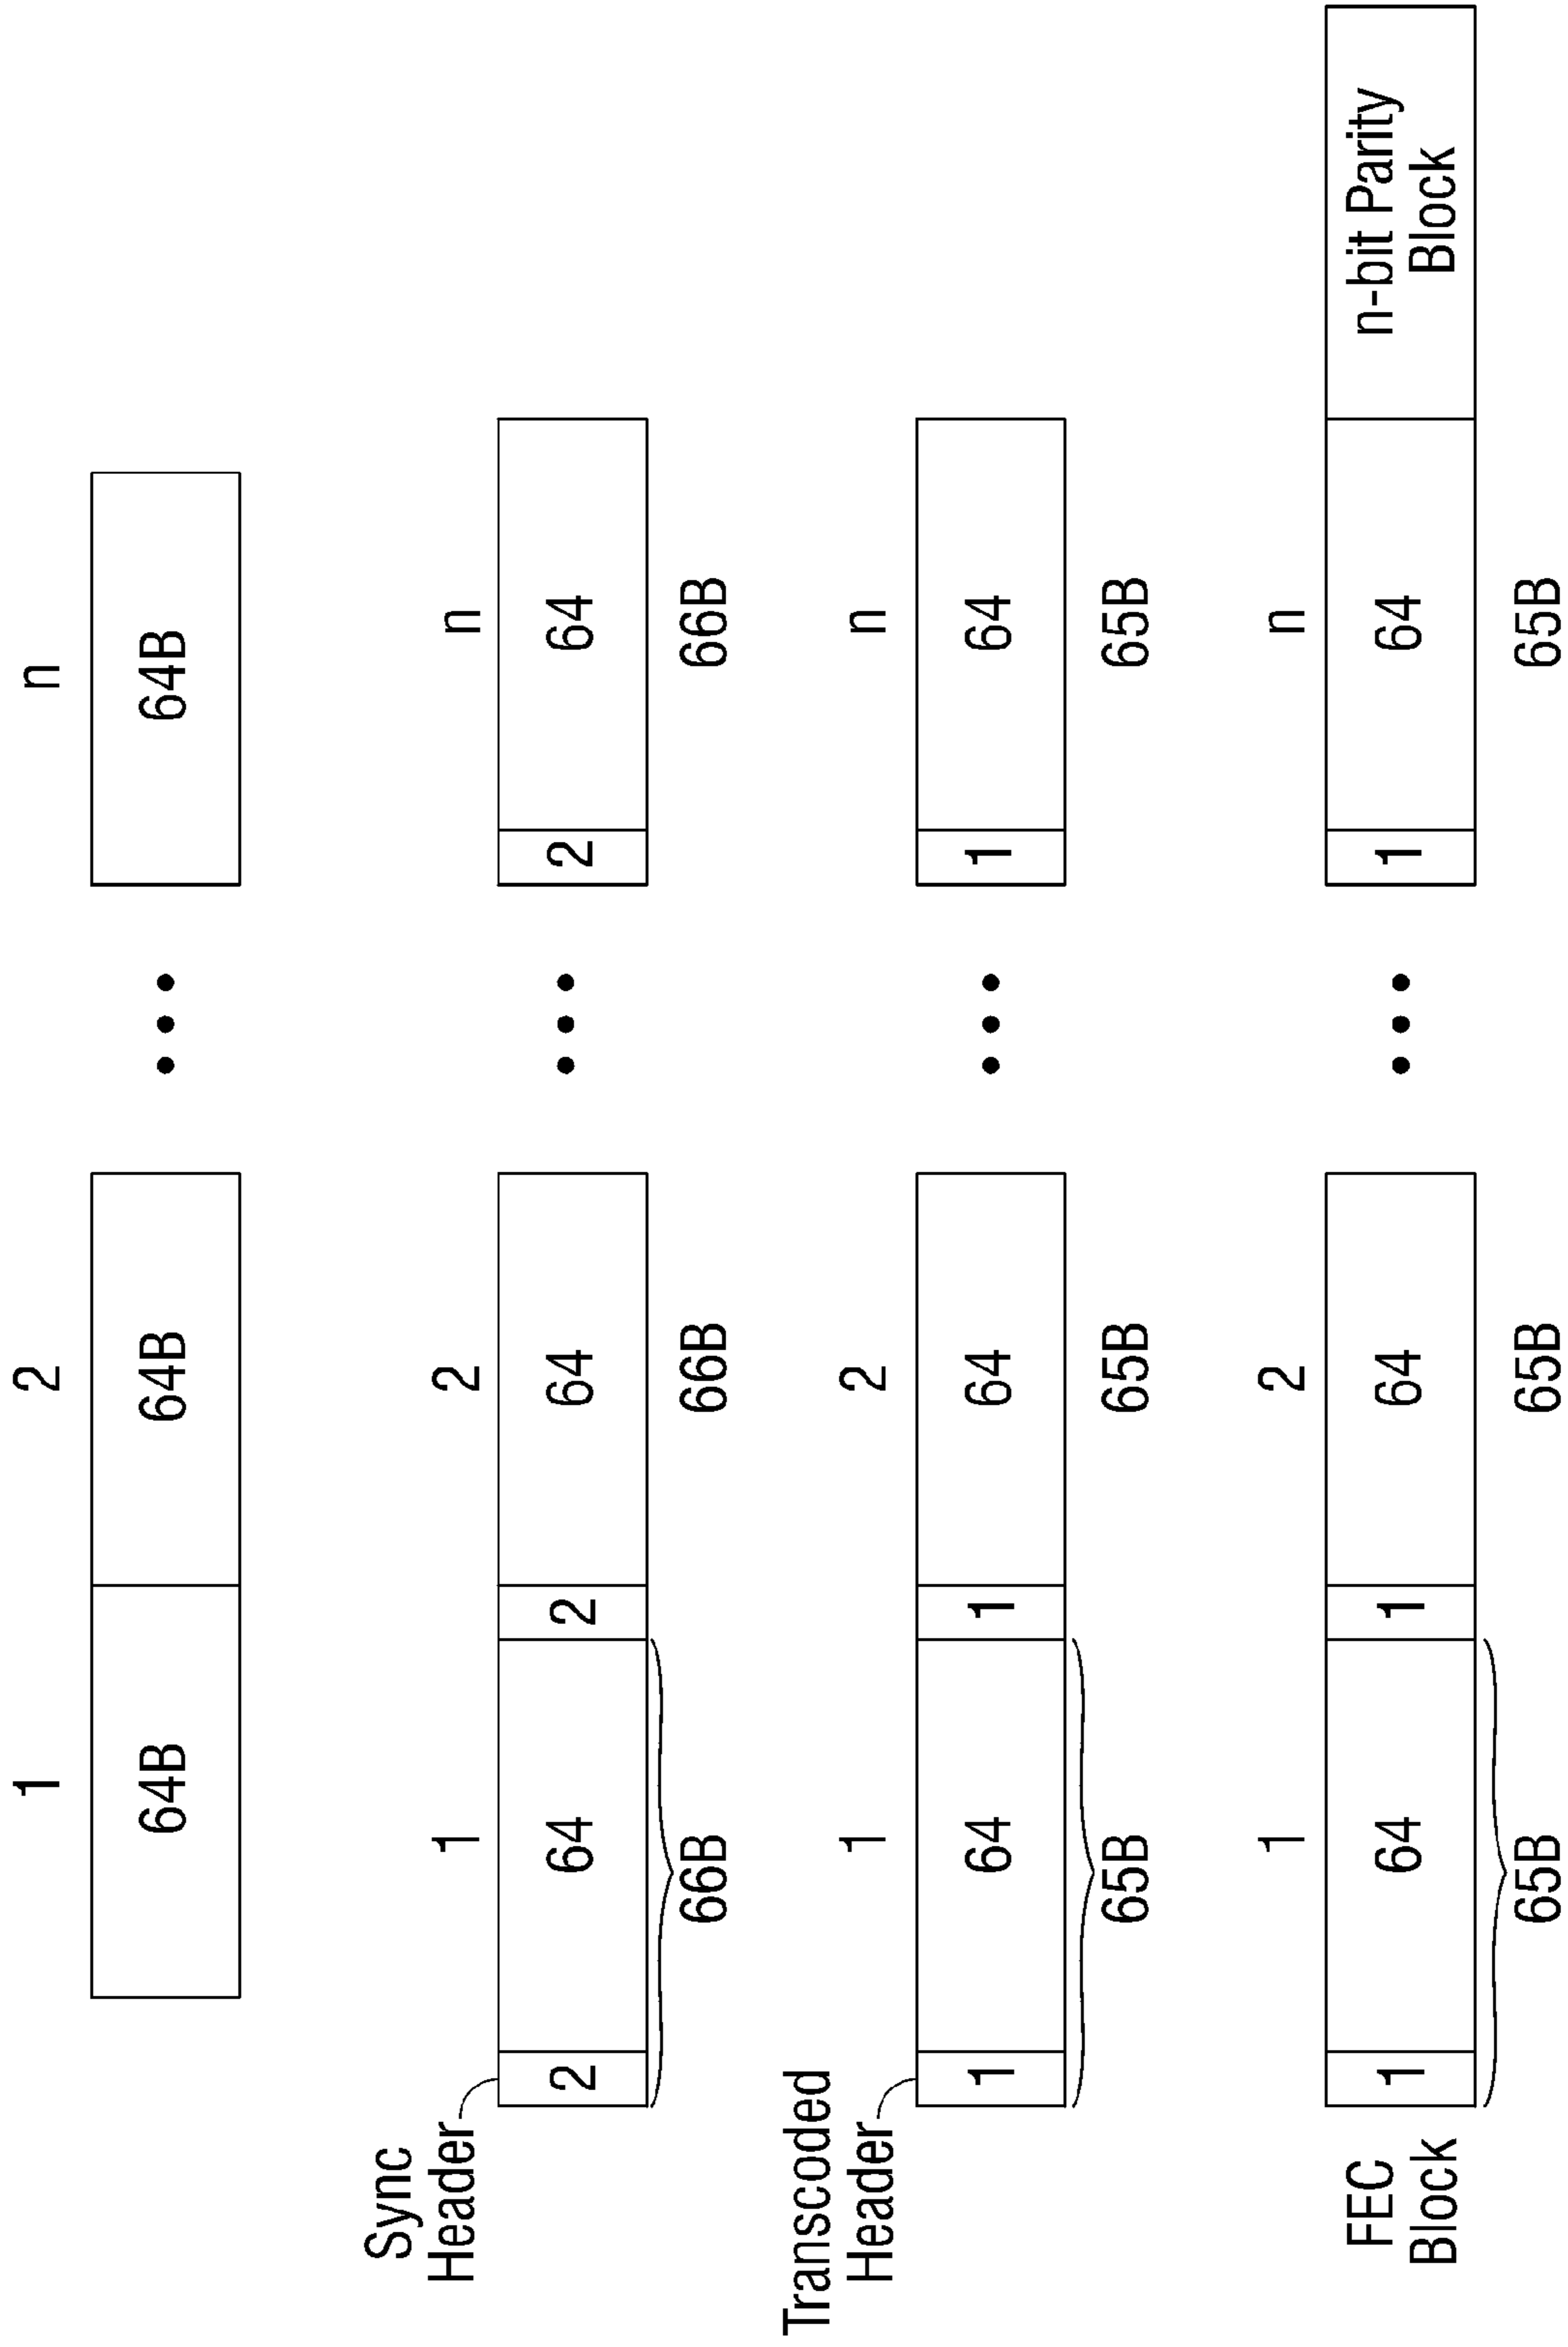 1 2 n
64B 64B ••• n64B
Sync
Header
1 2 n
2 64 2 64 ••• 2 64
66B 66B 66B
Transcoded
Header
1 2 n
1 64 1 64 ••• 1 64
65B 65B 65B
FEC
Block
1 2 n
1 64 1 64 ••• 1 64 n-bit Parity
Block
65B 65B 65B